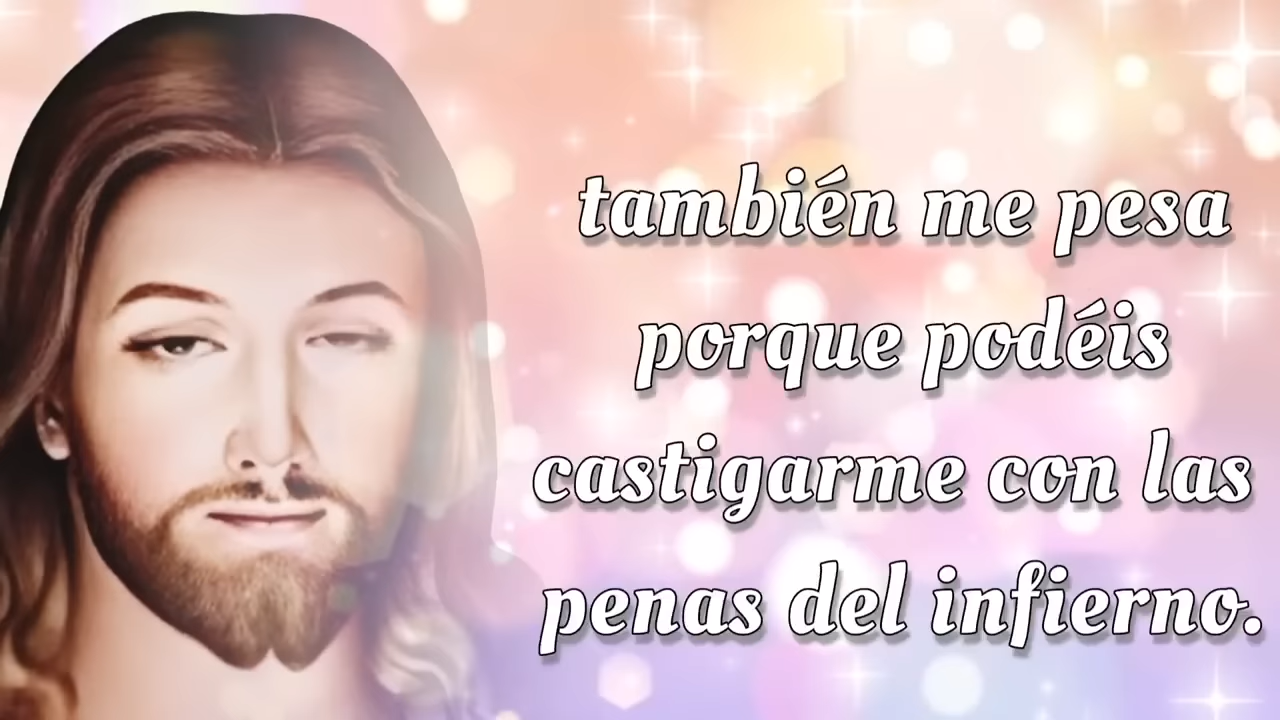 también me pesa
porque podéis
castigarme con las
penas del infierno.